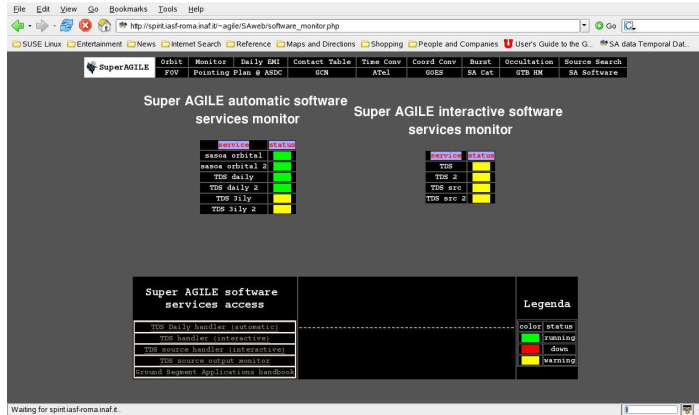 File Edit View Go Bookmarks Tools Help
http://spirit.iasf-roma.inaf.it/~agile/SAweb/software_monitor.php
Go
SUSE Linux Entertainment News Internet Search Reference Maps and Directions Shopping People and Companies User's Guide to the G... SA data Temporal Dat...
SuperAGILE
Orbit Monitor Daily EMI Contact Table Time Conv Coord Conv Burst Occultation Source Search
FOV Pointing Plan @ ASDC GCN ATel GOES SA Cat GTB HM SA Software
Super AGILE automatic software
services monitor
service status
sasoa orbital
sasoa orbital 2
TDS daily
TDS daily 2
TDS 3ily
TDS 3ily 2
Super AGILE interactive software
services monitor
service status
TDS
TDS 2
TDS src
TDS src 2
Super AGILE software
services access
TDS Daily handler (automatic)
TDS handler (interactive)
TDS source handler (interactive)
TDS source output monitor
Ground Segment Applications handbook
Legenda
color status
running
down
warning
Waiting for spirit.iasf-roma.inaf.it...